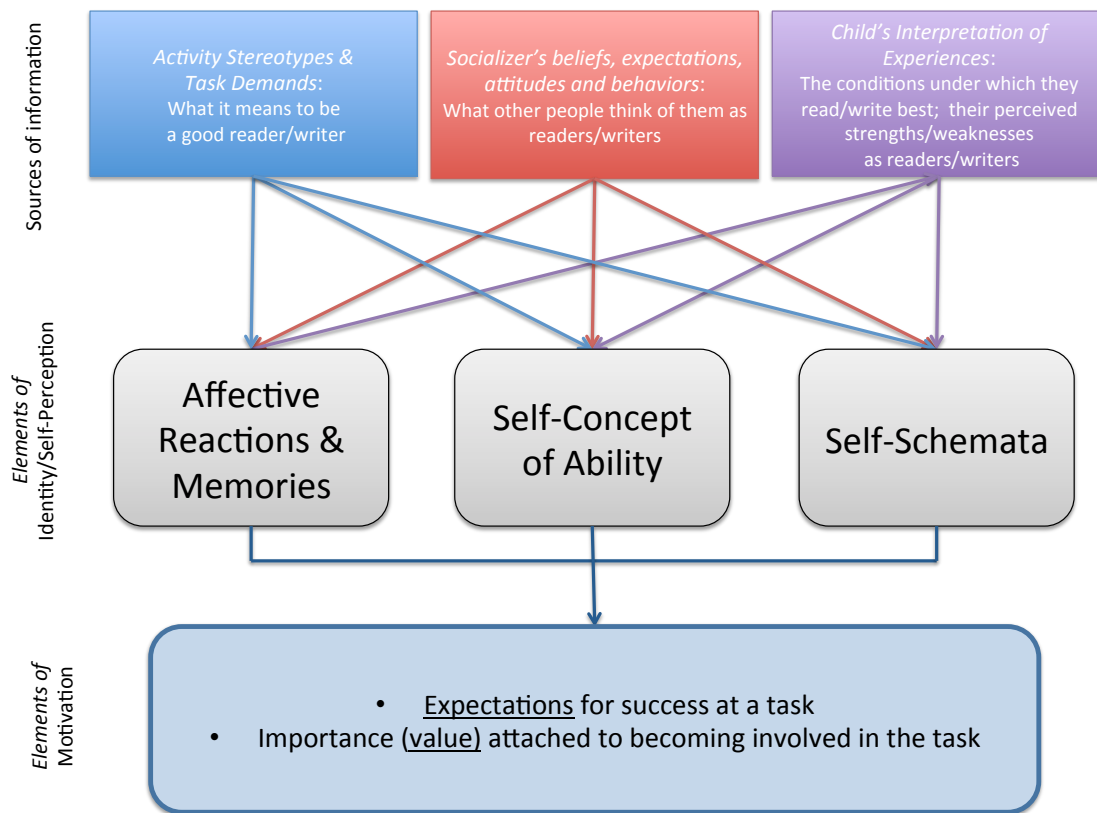 Sources of information
Activity Stereotypes &
Task Demands:
What it means to be
a good reader/writer
Socializer's beliefs, expectations,
attitudes and behaviors:
What other people think of them as
readers/writers
Child's Interpretation of
Experiences:
The conditions under which they
read/write best;  their perceived
strengths/weaknesses
as readers/writers
Elements of
Identity/Self-Perception
Affective
Reactions &
Memories
Self-Concept
of Ability
Self-Schemata
Elements of
Motivation
• Expectations for success at a task
• Importance (value) attached to becoming involved in the task